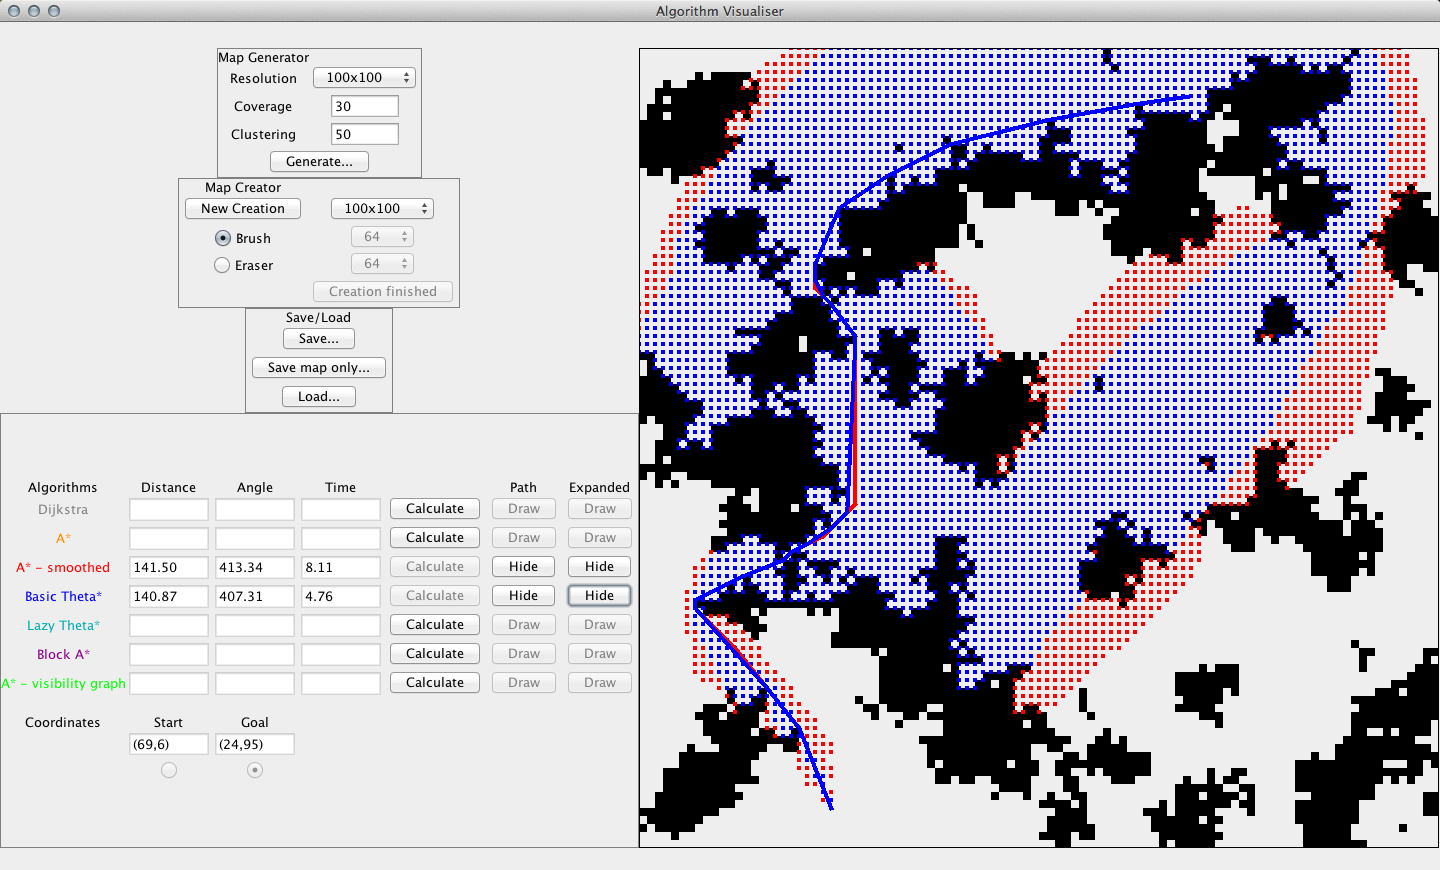 Algorithm Visualiser
Map Generator
Resolution 100x100
Coverage 30
Clustering 50
Generate...
Map Creator
New Creation 100x100
Brush 64
Eraser 64
Creation finished
Save/Load
Save...
Save map only...
Load...
Algorithms Distance Angle Time Path Expanded
Dijkstra Calculate Draw Draw
A* Calculate Draw Draw
A* - smoothed 141.50 413.34 8.11 Calculate Hide Hide
Basic Theta* 140.87 407.31 4.76 Calculate Hide Hide
Lazy Theta* Calculate Draw Draw
Block A* Calculate Draw Draw
A* - visibility graph Calculate Draw Draw
Coordinates Start Goal
(69,6) (24,95)